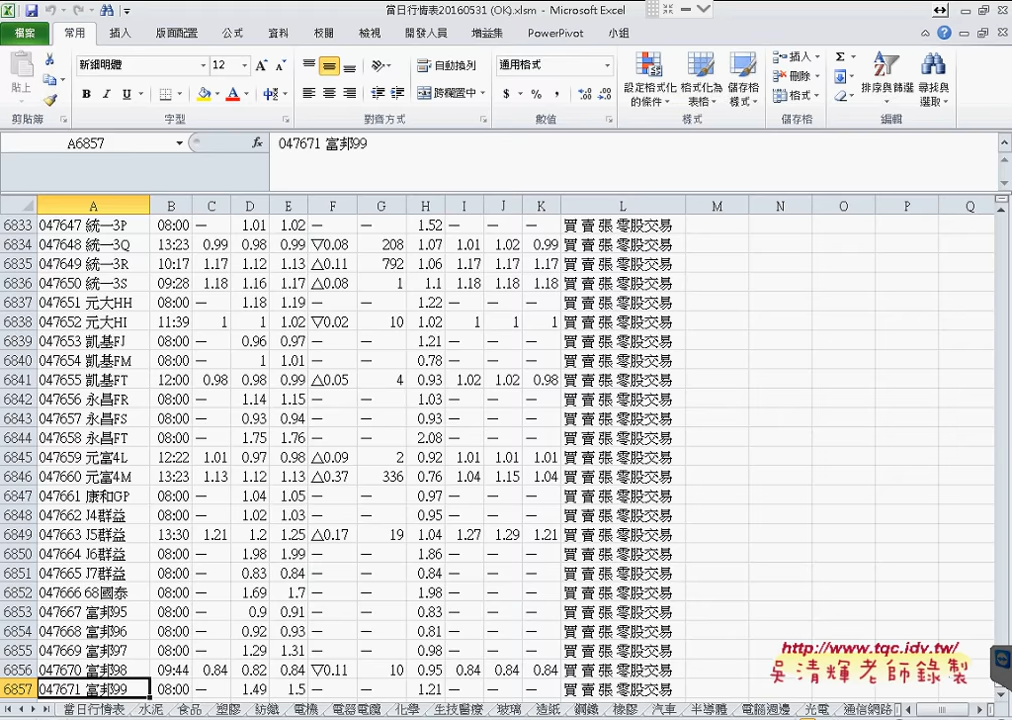 當日行情表20160531 (OK).xlsm - Microsoft Excel
檔案 常用 插入 版面配置 公式 資料 校閱 檢視 開發人員 增益集 PowerPivot 小組
新細明體 12 自動換列 通用格式 插入
貼上 跨欄置中 設定格式化的條件 格式化為表格 儲存格樣式 刪除 格式 排序與篩選 尋找與選取
剪貼簿 字型 對齊方式 數值 樣式 儲存格 編輯
A6857 fx 047671 富邦99
A B C D E F G H I J K L M N O P Q
6833 047647 統一3P 08:00 — 1.01 1.02 — — 1.52 — — — 買 賣 張 零股交易
6834 047648 統一3Q 13:23 0.99 0.98 0.99 ▽0.08 208 1.07 1.01 1.02 0.99 買 賣 張 零股交易
6835 047649 統一3R 10:17 1.17 1.12 1.13 △0.11 792 1.06 1.17 1.17 1.17 買 賣 張 零股交易
6836 047650 統一3S 09:28 1.18 1.16 1.17 △0.08 1 1.1 1.18 1.18 1.18 買 賣 張 零股交易
6837 047651 元大HH 08:00 — 1.18 1.19 — — 1.22 — — — 買 賣 張 零股交易
6838 047652 元大HI 11:39 1 1 1.02 ▽0.02 10 1.02 1 1 1 買 賣 張 零股交易
6839 047653 凱基FJ 08:00 — 0.96 0.97 — — 1.21 — — — 買 賣 張 零股交易
6840 047654 凱基FM 08:00 — 1 1.01 — — 0.78 — — — 買 賣 張 零股交易
6841 047655 凱基FT 12:00 0.98 0.98 0.99 △0.05 4 0.93 1.02 1.02 0.98 買 賣 張 零股交易
6842 047656 永昌FR 08:00 — 1.14 1.15 — — 1.03 — — — 買 賣 張 零股交易
6843 047657 永昌FS 08:00 — 0.93 0.94 — — 0.93 — — — 買 賣 張 零股交易
6844 047658 永昌FT 08:00 — 1.75 1.76 — — 2.08 — — — 買 賣 張 零股交易
6845 047659 元富4L 12:22 1.01 0.97 0.98 △0.09 2 0.92 1.01 1.01 1.01 買 賣 張 零股交易
6846 047660 元富4M 13:23 1.13 1.12 1.13 △0.37 336 0.76 1.04 1.15 1.04 買 賣 張 零股交易
6847 047661 康和GP 08:00 — 1.04 1.05 — — 0.97 — — — 買 賣 張 零股交易
6848 047662 J4群益 08:00 — 1.02 1.03 — — 0.95 — — — 買 賣 張 零股交易
6849 047663 J5群益 13:30 1.21 1.2 1.25 △0.17 19 1.04 1.27 1.29 1.21 買 賣 張 零股交易
6850 047664 J6群益 08:00 — 1.98 1.99 — — 1.86 — — — 買 賣 張 零股交易
6851 047665 J7群益 08:00 — 0.83 0.84 — — 0.84 — — — 買 賣 張 零股交易
6852 047666 68國泰 08:00 — 1.69 1.7 — — 1.98 — — — 買 賣 張 零股交易
6853 047667 富邦95 08:00 — 0.9 0.91 — — 0.83 — — — 買 賣 張 零股交易
6854 047668 富邦96 08:00 — 0.92 0.93 — — 0.81 — — — 買 賣 張 零股交易
6855 047669 富邦97 08:00 — 1.29 1.31 — — 0.98 — — — 買 賣 張 零股交易
6856 047670 富邦98 09:44 0.84 0.82 0.84 ▽0.11 10 0.95 0.84 0.84 0.84 買 賣 張 零股交易
6857 047671 富邦99 08:00 — 1.49 1.5 — — 1.21 — — — 買 賣 張 零股交易
http://www.tqc.idv.tw/
吳清輝老師錄製
當日行情表 水泥 食品 塑膠 紡織 電機 電器電纜 化學 生技醫療 玻璃 造紙 鋼鐵 橡膠 汽車 半導體 電腦週邊 光電 通信網路